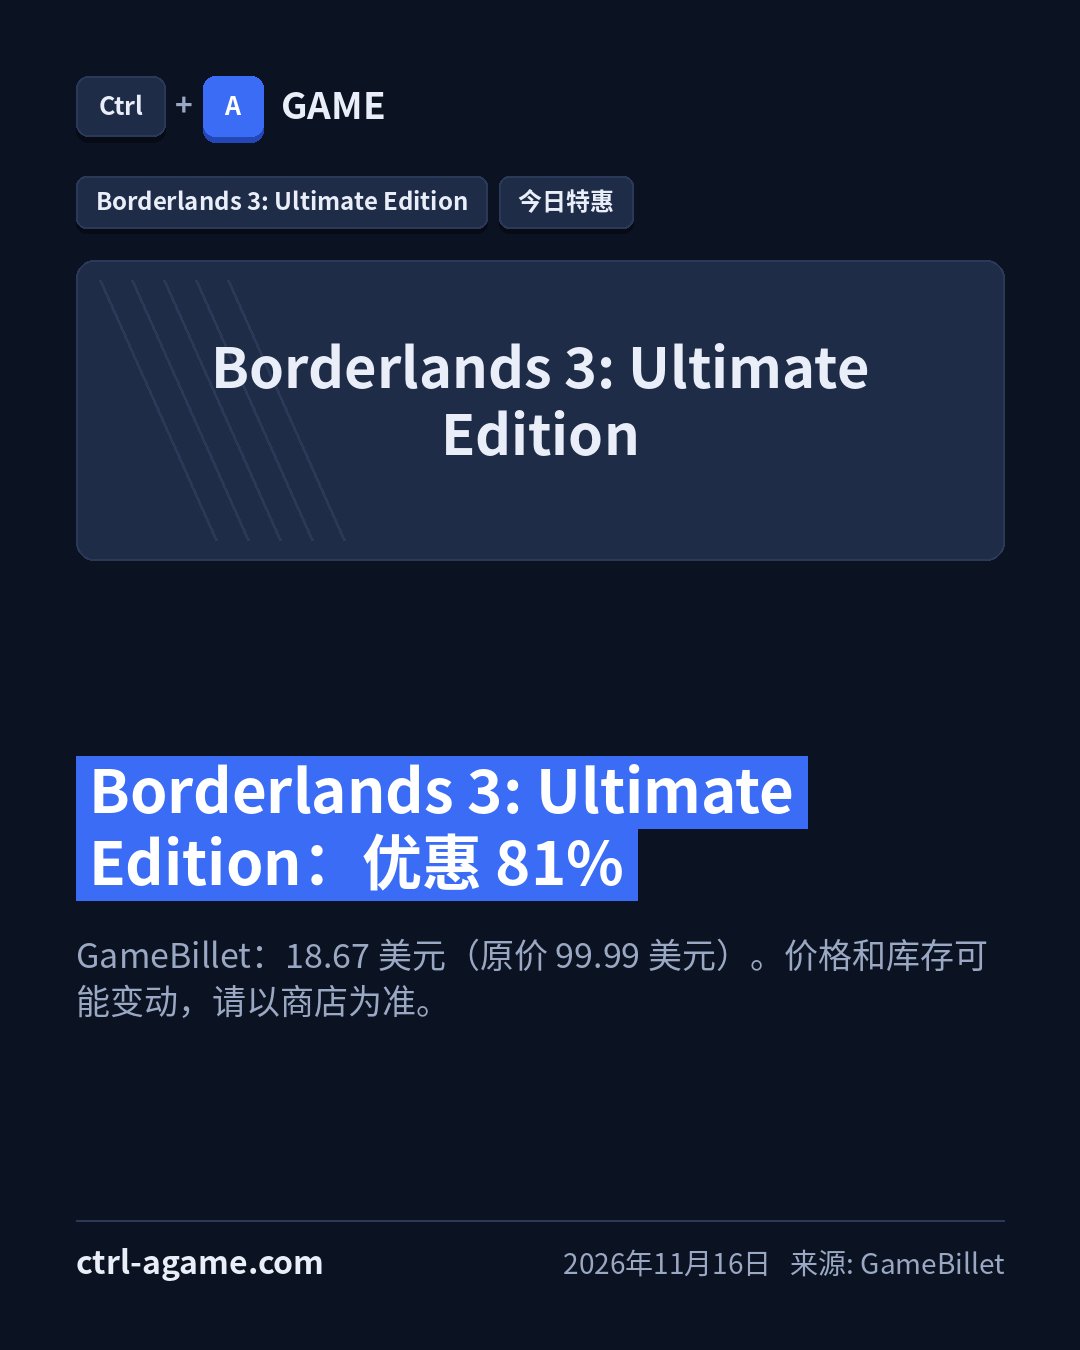 Ctrl + A GAME
Borderlands 3: Ultimate Edition 今日特惠
Borderlands 3: Ultimate
Edition
Borderlands 3: Ultimate
Edition：优惠 81%
GameBillet：18.67 美元（原价 99.99 美元）。价格和库存可
能变动，请以商店为准。
ctrl-agame.com 2026年11月16日 来源: GameBillet